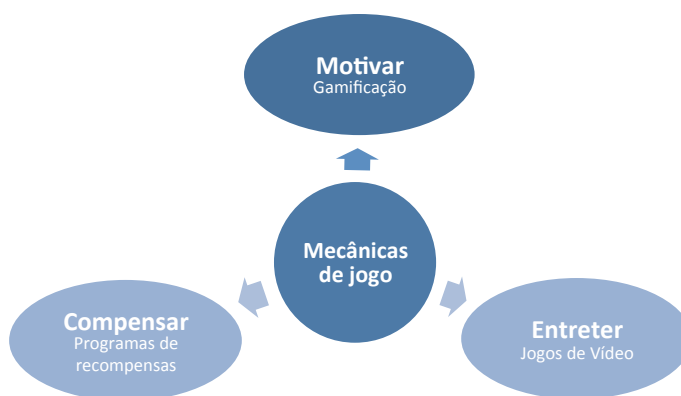 Motivar
Gamificação
Mecânicas
de jogo
Compensar
Programas de
recompensas
Entreter
Jogos de Vídeo